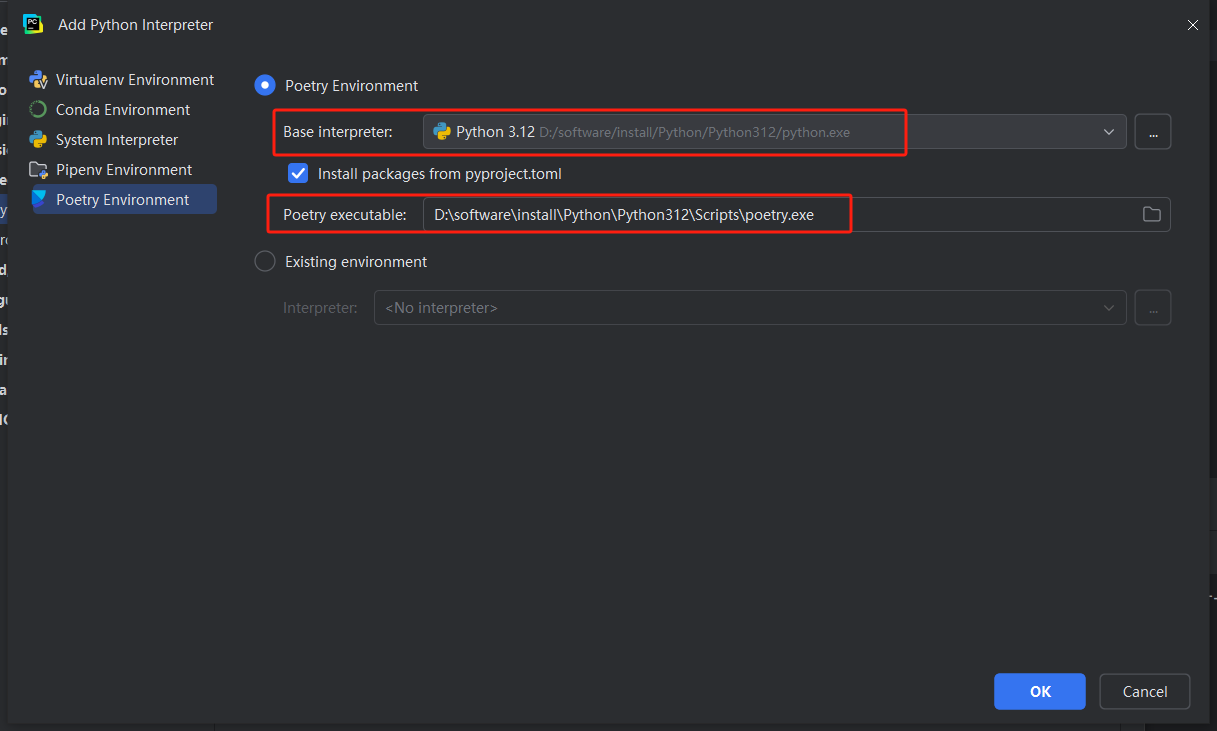 Add Python Interpreter
Virtualenv Environment
Conda Environment
System Interpreter
Pipenv Environment
Poetry Environment
Poetry Environment
Base interpreter: Python 3.12 D:/software/install/Python/Python312/python.exe ...
Install packages from pyproject.toml
Poetry executable: D:\software\install\Python\Python312\Scripts\poetry.exe
Existing environment
Interpreter: <No interpreter> ...
OK Cancel